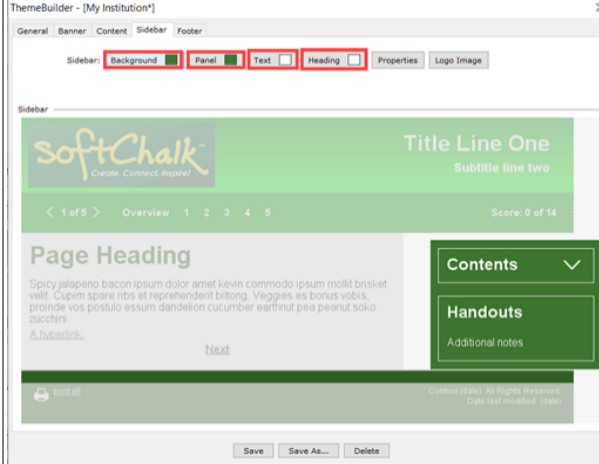 ThemeBuilder - [My Institution*]
General Banner Content Sidebar Footer
Sidebar: Background Panel Text Heading Properties Logo Image
Sidebar
SoftChalk
Create. Connect. Inspire!
Title Line One
Subtitle line two
< 1 of 5 > Overview 1 2 3 4 5 Score: 0 of 14
Page Heading
Spicy jalapeno bacon ipsum dolor amet kevin commodo ipsum mollit brisket
velit. Cupim spare ribs et reprehenderit biltong. Veggies es bonus vobis,
proinde vos postulo essum dandelion cucumber earthnut pea peanut soko
zucchini.
A hyperlink.
Next
Contents
Handouts
Additional notes
print all
Content (date). All Rights Reserved.
Date last modified: (date)
Save Save As... Delete